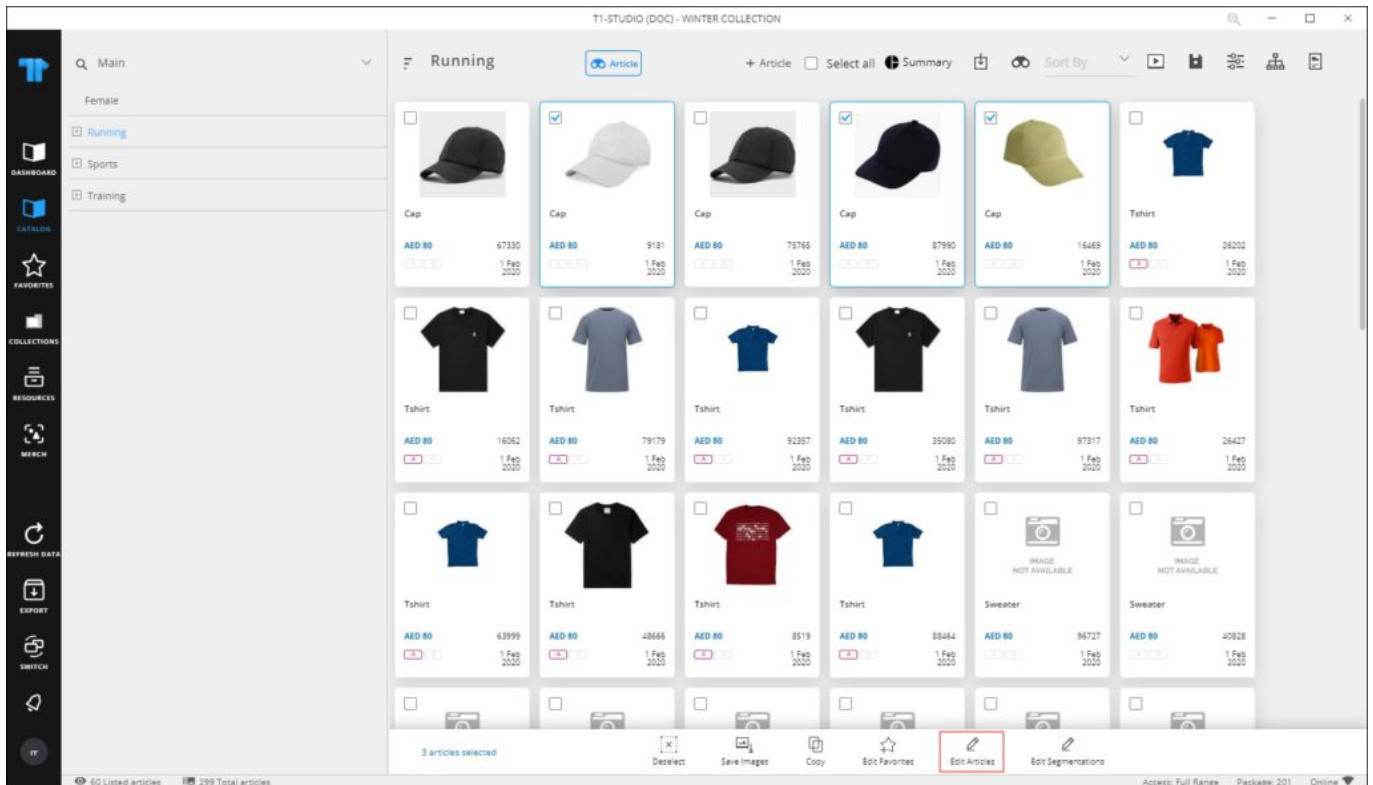 T1-STUDIO (DOC) - WINTER COLLECTION
DASHBOARD
CATALOG
FAVORITES
COLLECTIONS
RESOURCES
MERCH
REFRESH DATA
EXPORT
SWITCH
Main
Female
Running
Sports
Training
Running
Article
+ Article
Select all
Summary
Sort By
Cap Cap Cap Cap Cap Tshirt
AED 80 67330 AED 80 9181 AED 80 75765 AED 80 87990 AED 80 16469 AED 80 26202
1 Feb 1 Feb 1 Feb 1 Feb 1 Feb A 1 Feb
2020 2020 2020 2020 2020 2020
Tshirt Tshirt Tshirt Tshirt Tshirt Tshirt
AED 80 16062 AED 80 79179 AED 80 92357 AED 80 35080 AED 80 97317 AED 80 26427
A 1 Feb A 1 Feb A 1 Feb A 1 Feb A 1 Feb A 1 Feb
2020 2020 2020 2020 2020 2020
IMAGE IMAGE
NOT AVAILABLE NOT AVAILABLE
Tshirt Tshirt Tshirt Tshirt Sweater Sweater
AED 80 63999 AED 80 48666 AED 80 8519 AED 80 88464 AED 80 96727 AED 80 40828
A 1 Feb A 1 Feb A 1 Feb A 1 Feb 1 Feb 1 Feb
2020 2020 2020 2020 2020 2020
3 articles selected
Deselect
Save Images
Copy
Edit Favorites
Edit Articles
Edit Segmentations
60 Listed articles
299 Total articles
Access: Full Range
Package: 201
Online